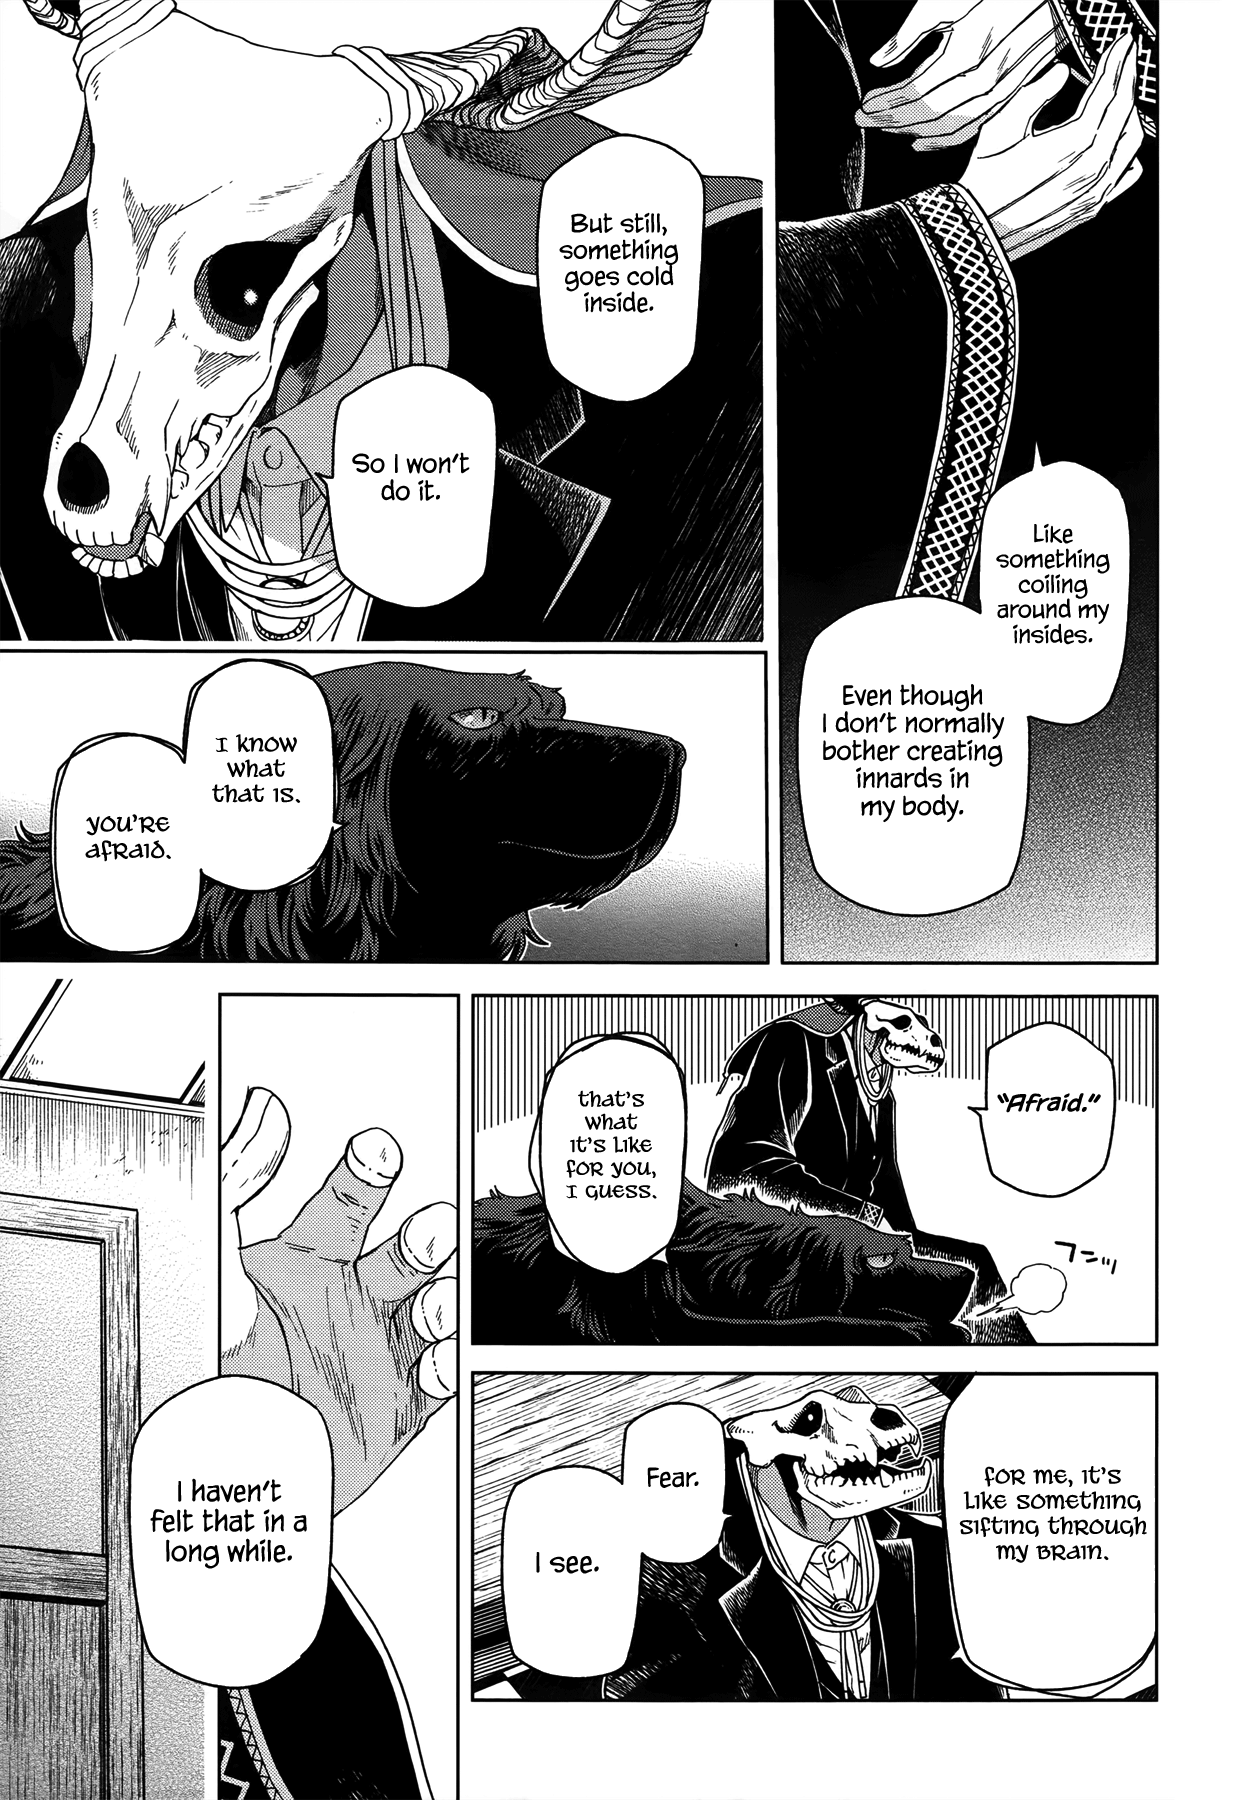 But still,
something
goes cold
inside.
So I won't
do it.
Like
something
coiling
around my
insides.
Even though
I don't normally
bother creating
innards in
my body.
I know
what
that is.
You're
afraid.
"Afraid."
That's
what
it's like
for you,
I guess.
フンッ
For me, it's
like something
sifting through
my brain.
Fear.
I see.
I haven't
felt that in a
long while.